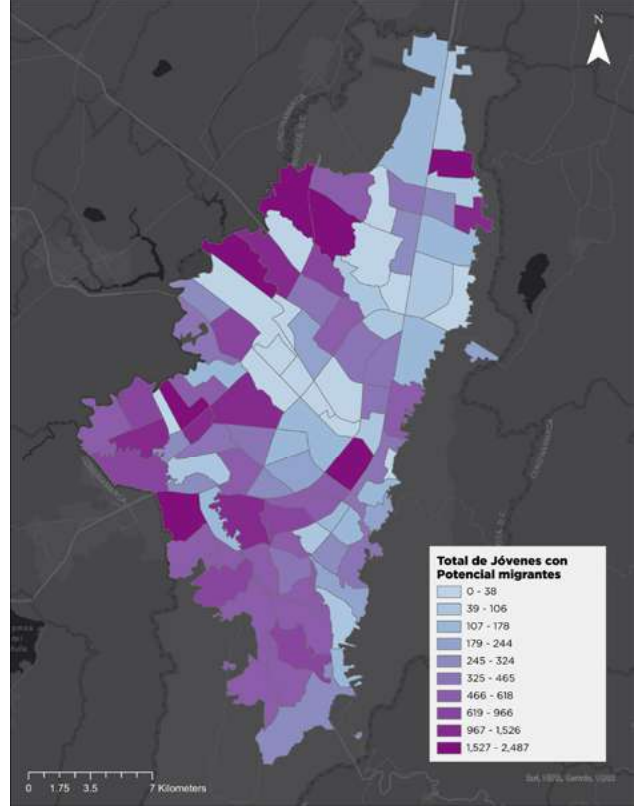 N
Total de Jóvenes con
Potencial migrantes
0 - 38
39 - 106
107 - 178
179 - 244
245 - 324
325 - 465
466 - 618
619 - 966
967 - 1,526
1,527 - 2,487
0 1.75 3.5 7 Kilometers